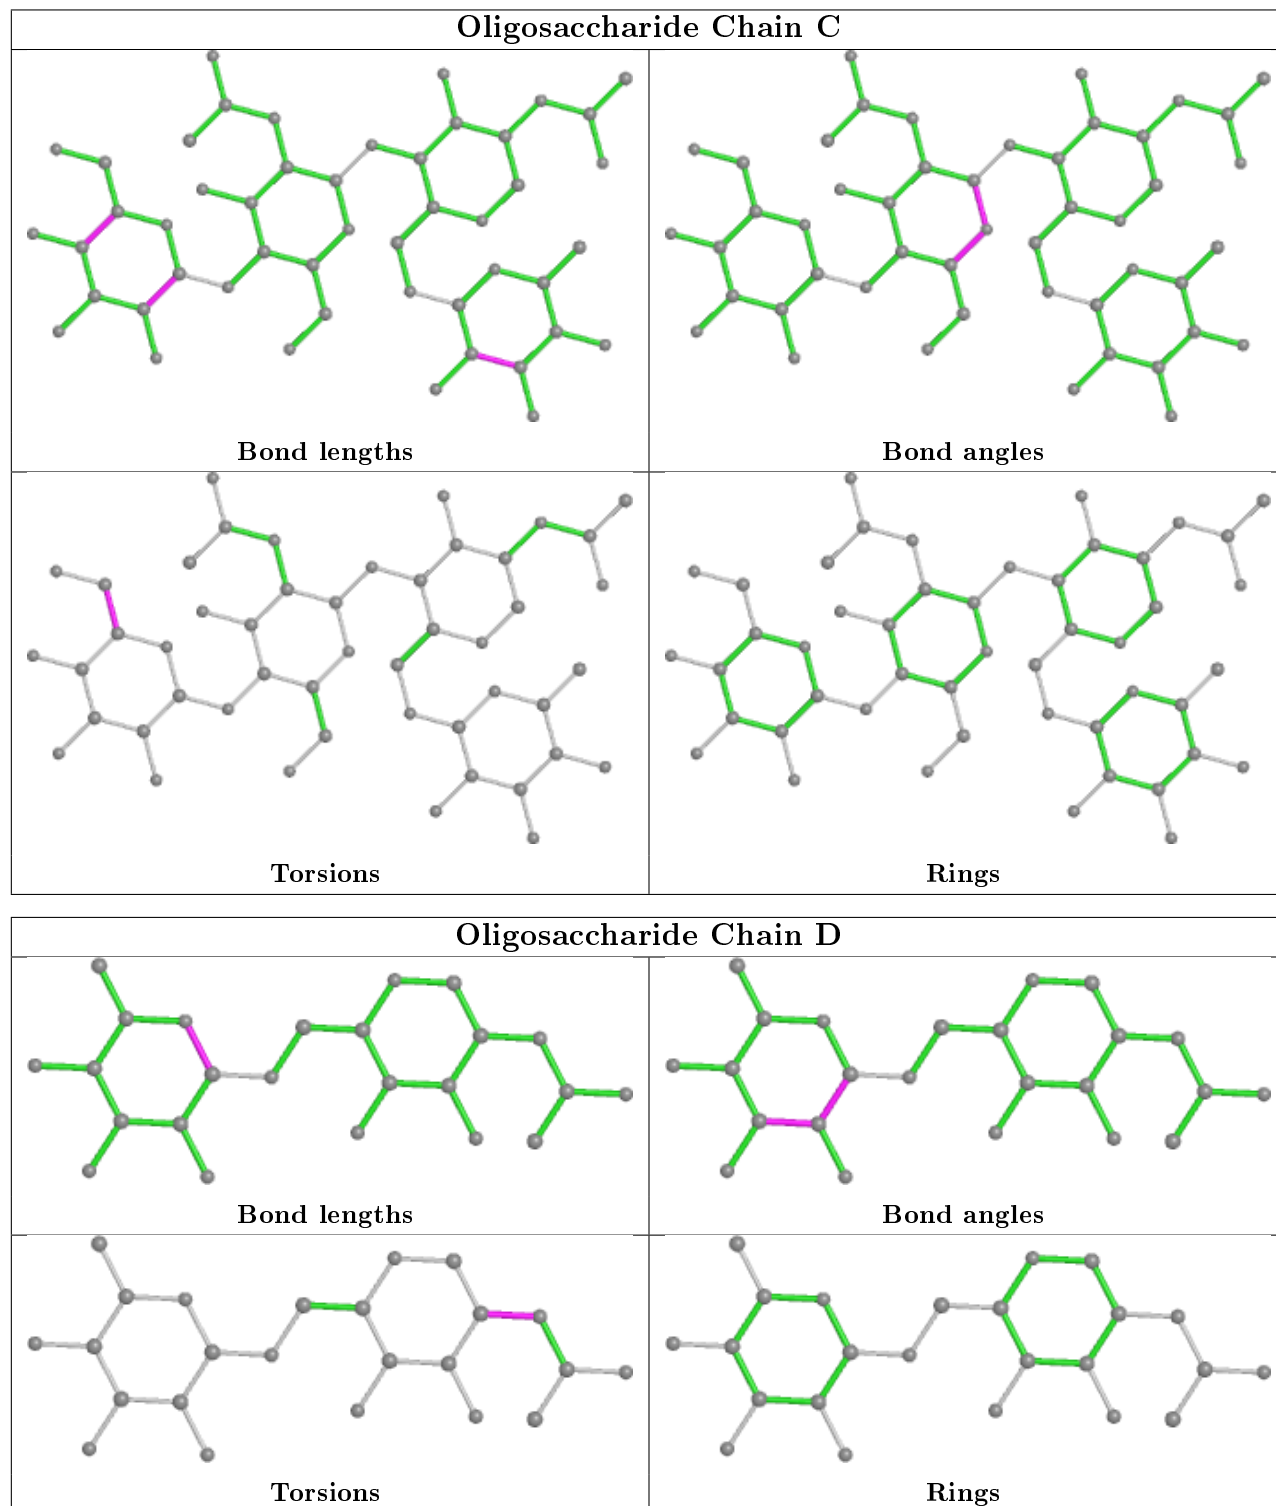 Oligosaccharide Chain C
Bond lengths
Bond angles
Torsions
Rings
Oligosaccharide Chain D
Bond lengths
Bond angles
Torsions
Rings